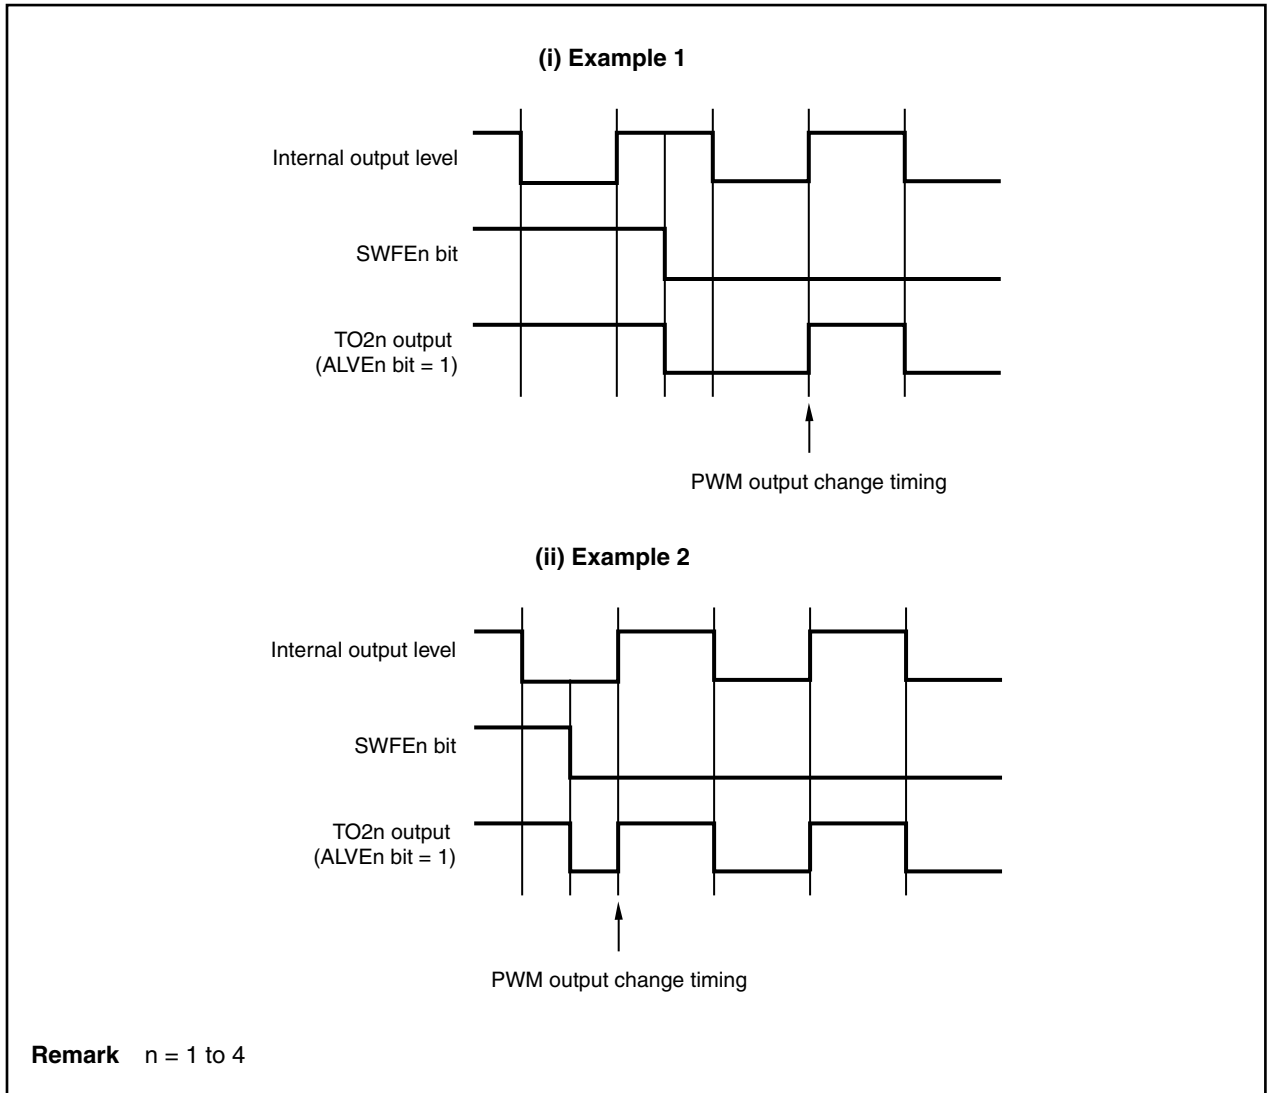 (i) Example 1
Internal output level
SWFEn bit
TO2n output
(ALVEn bit = 1)
PWM output change timing
(ii) Example 2
Internal output level
SWFEn bit
TO2n output
(ALVEn bit = 1)
PWM output change timing
Remark n = 1 to 4